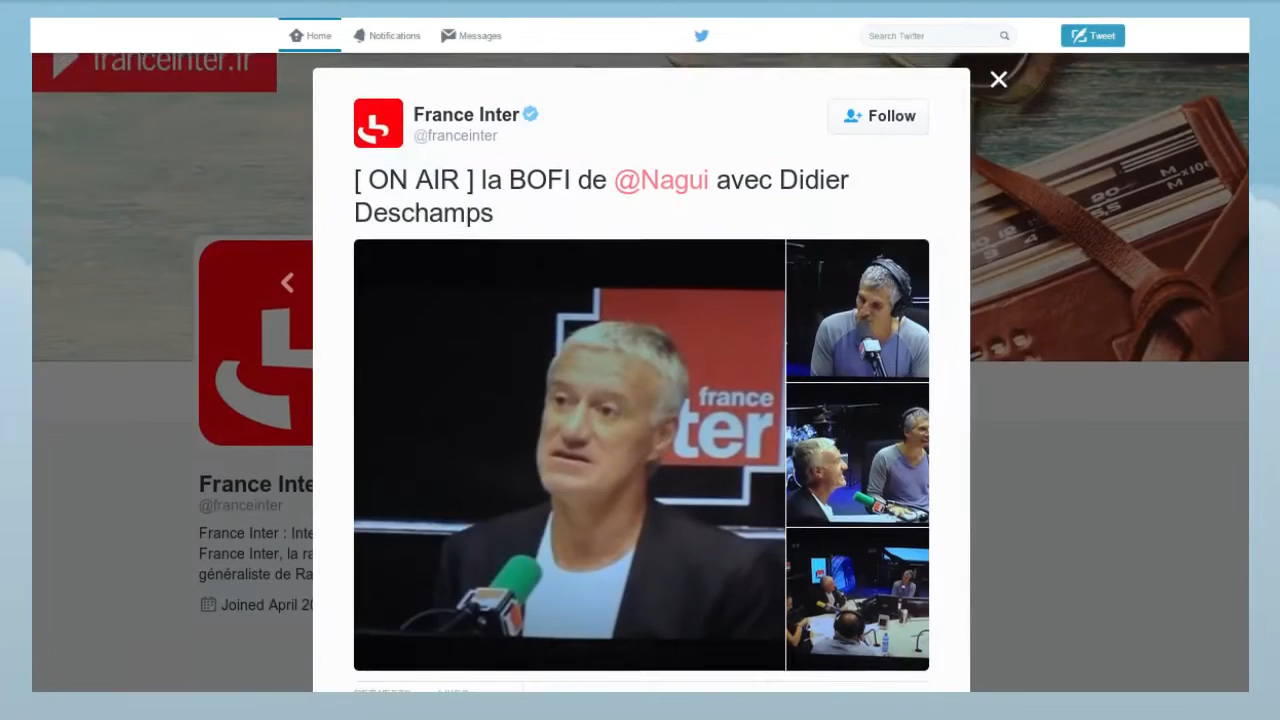 Home
Notifications
Messages
Search Twitter
Tweet
franceinter.fr
France Inter
@franceinter
Follow
[ ON AIR ] la BOFI de @Nagui avec Didier
Deschamps
france
ter
M
M x10
France Inte
@franceinter
France Inter : Inte
France Inter, la ra
généraliste de Ra
Joined April 20